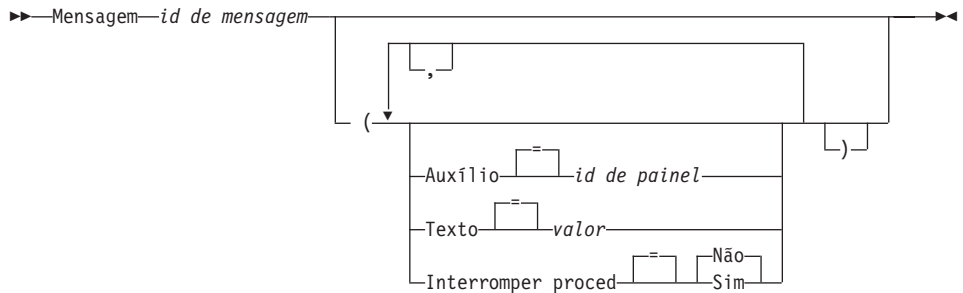 Mensagem id de mensagem
,
(
)
=
Auxílio id de painel
=
Texto valor
= Não
Interromper proced Sim